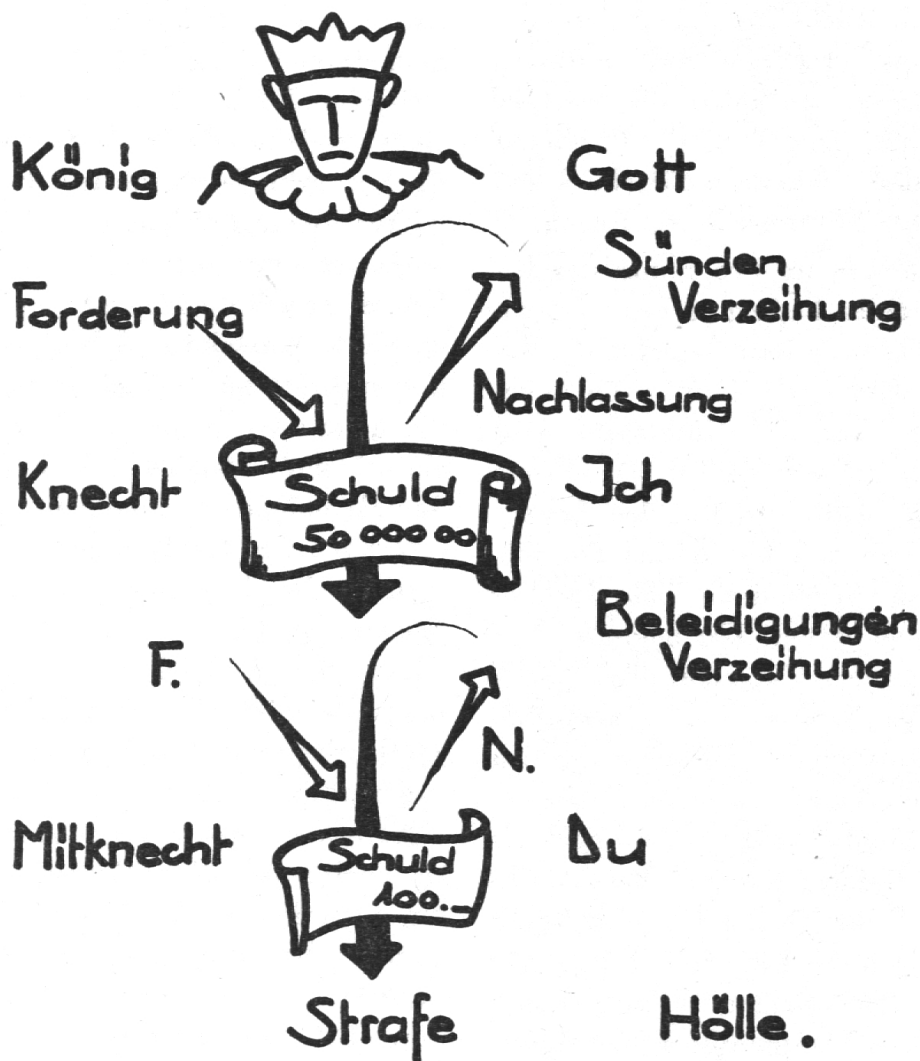 König
Gott
Sünden
Verzeihung
Forderung
Nachlassung
Knecht
Schuld
50 000 00
Ich
Beleidigungen
Verzeihung
F.
N.
Mitknecht
Schuld
100.-
Du
Strafe
Hölle.